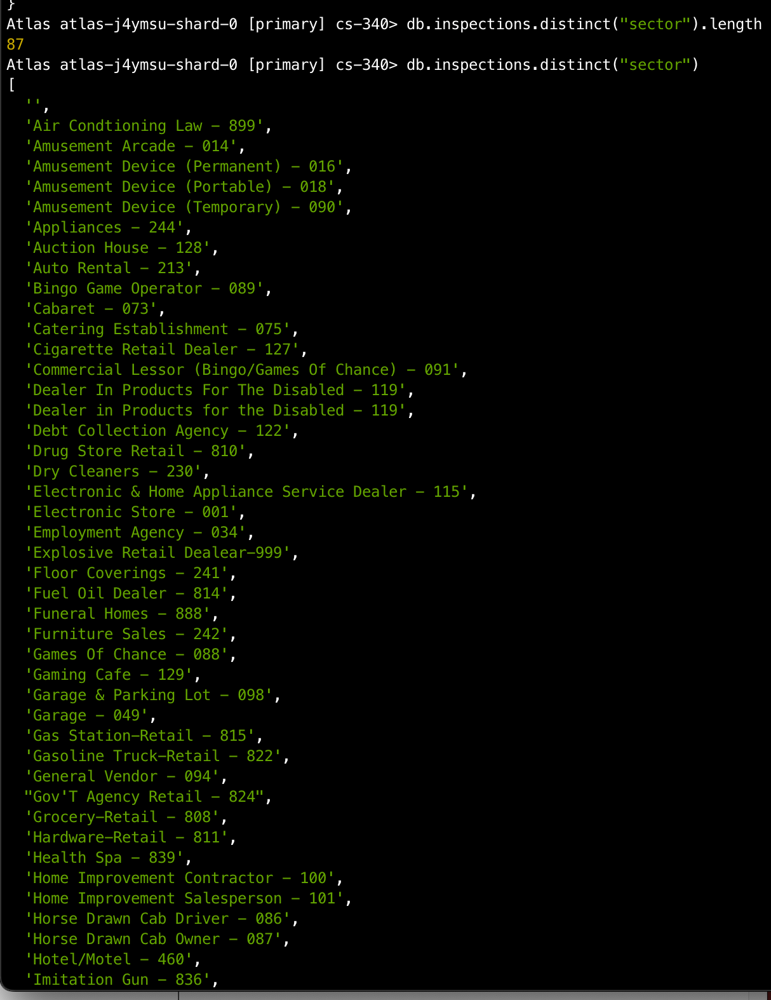 }
Atlas atlas-j4ymsu-shard-0 [primary] cs-340> db.inspections.distinct("sector").length
87
Atlas atlas-j4ymsu-shard-0 [primary] cs-340> db.inspections.distinct("sector")
[
  '',
  'Air Condtioning Law - 899',
  'Amusement Arcade - 014',
  'Amusement Device (Permanent) - 016',
  'Amusement Device (Portable) - 018',
  'Amusement Device (Temporary) - 090',
  'Appliances - 244',
  'Auction House - 128',
  'Auto Rental - 213',
  'Bingo Game Operator - 089',
  'Cabaret - 073',
  'Catering Establishment - 075',
  'Cigarette Retail Dealer - 127',
  'Commercial Lessor (Bingo/Games Of Chance) - 091',
  'Dealer In Products For The Disabled - 119',
  'Dealer in Products for the Disabled - 119',
  'Debt Collection Agency - 122',
  'Drug Store Retail - 810',
  'Dry Cleaners - 230',
  'Electronic & Home Appliance Service Dealer - 115',
  'Electronic Store - 001',
  'Employment Agency - 034',
  'Explosive Retail Dealear-999',
  'Floor Coverings - 241',
  'Fuel Oil Dealer - 814',
  'Funeral Homes - 888',
  'Furniture Sales - 242',
  'Games Of Chance - 088',
  'Gaming Cafe - 129',
  'Garage & Parking Lot - 098',
  'Garage - 049',
  'Gas Station-Retail - 815',
  'Gasoline Truck-Retail - 822',
  'General Vendor - 094',
  "Gov'T Agency Retail - 824",
  'Grocery-Retail - 808',
  'Hardware-Retail - 811',
  'Health Spa - 839',
  'Home Improvement Contractor - 100',
  'Home Improvement Salesperson - 101',
  'Horse Drawn Cab Driver - 086',
  'Horse Drawn Cab Owner - 087',
  'Hotel/Motel - 460',
  'Imitation Gun - 836',